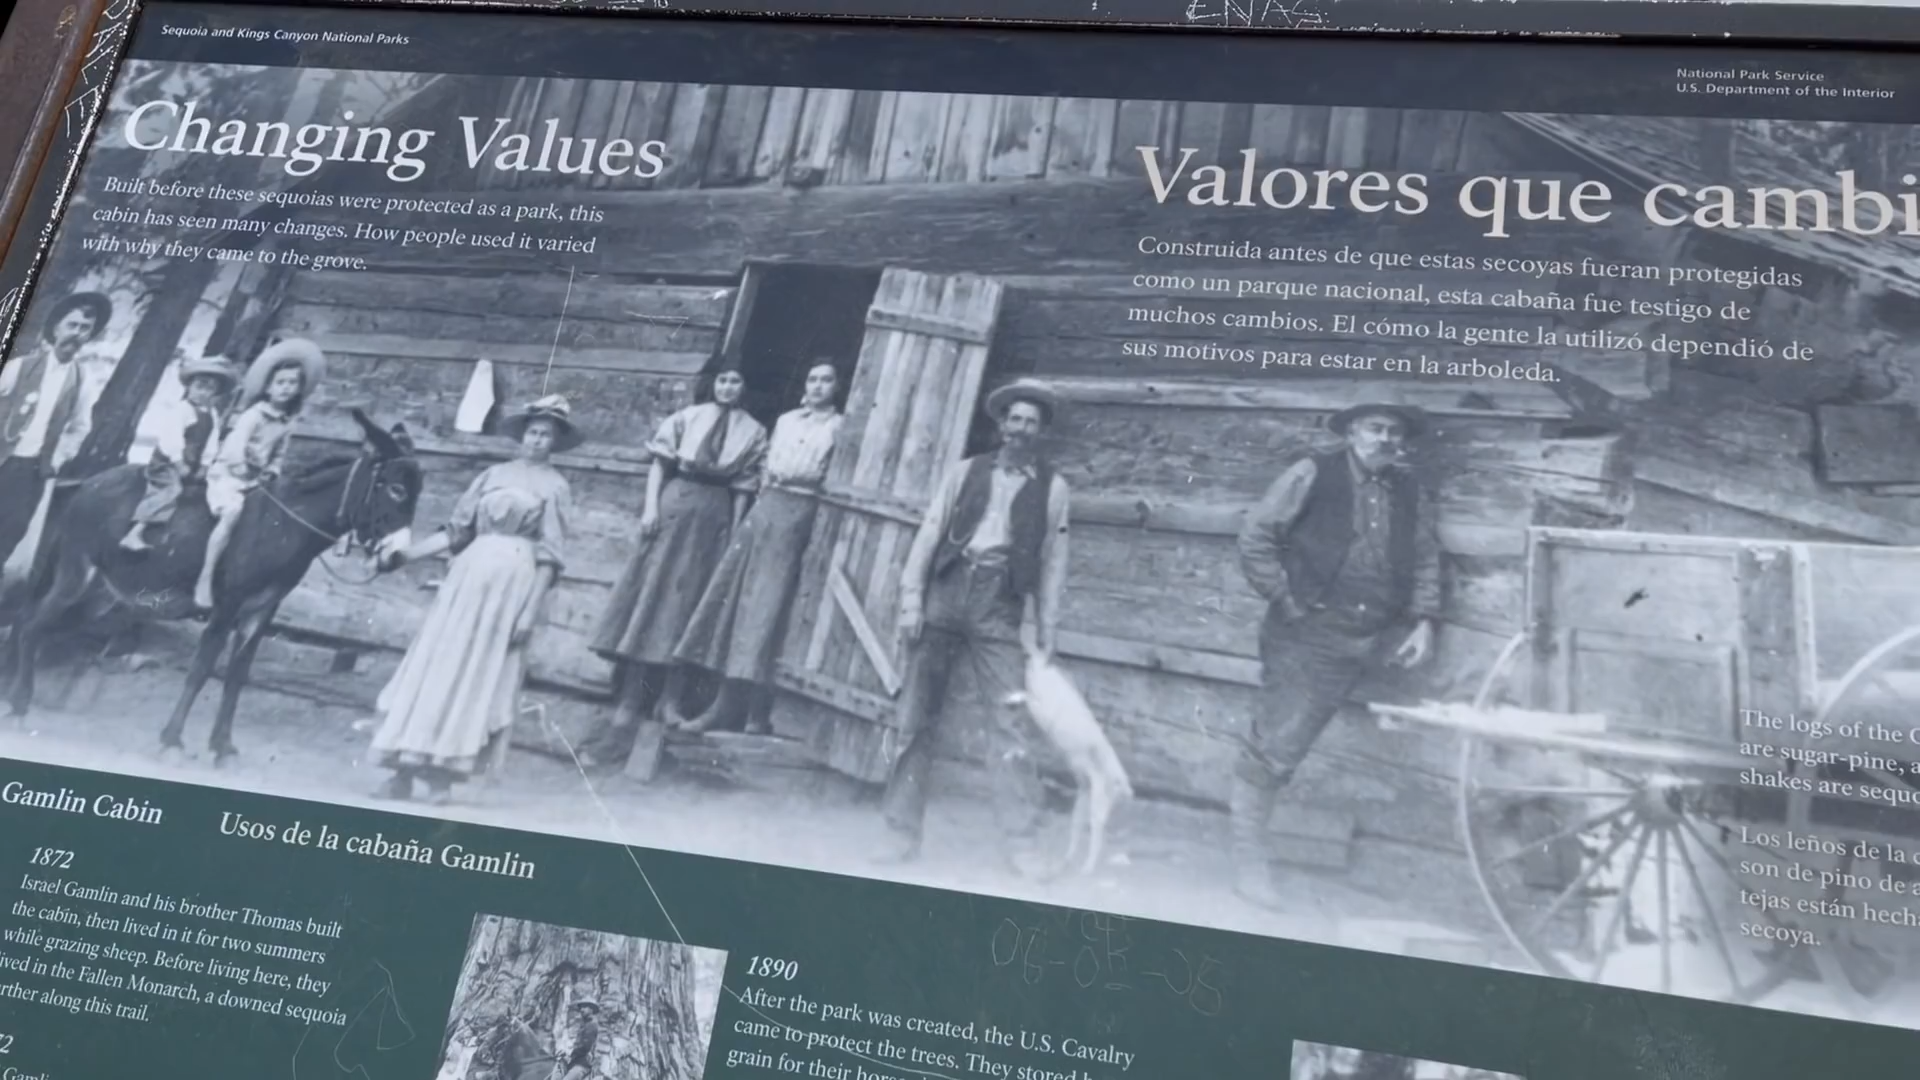 ENAS
Sequoia and Kings Canyon National Parks
National Park Service
U.S. Department of the Interior
Changing Values
Built before these sequoias were protected as a park, this
cabin has seen many changes. How people used it varied
with why they came to the grove.
Valores que cambi
Construida antes de que estas secoyas fueran protegidas
como un parque nacional, esta cabaña fue testigo de
muchos cambios. El cómo la gente la utilizó dependió de
sus motivos para estar en la arboleda.
The logs of the
are sugar-pine,
shakes are
Los leños de la
son de pino de
tejas están
secoya.
Gamlin Cabin
Usos de la cabaña Gamlin
1872
Israel Gamlin and his brother Thomas built
the cabin, then lived in it for two summers
while grazing sheep. Before living here, they
lived in the Fallen Monarch, a downed sequoia
further along this trail.
1890
After the park was created, the U.S. Cavalry
came to protect the trees. They stored
grain for their
06-08-05